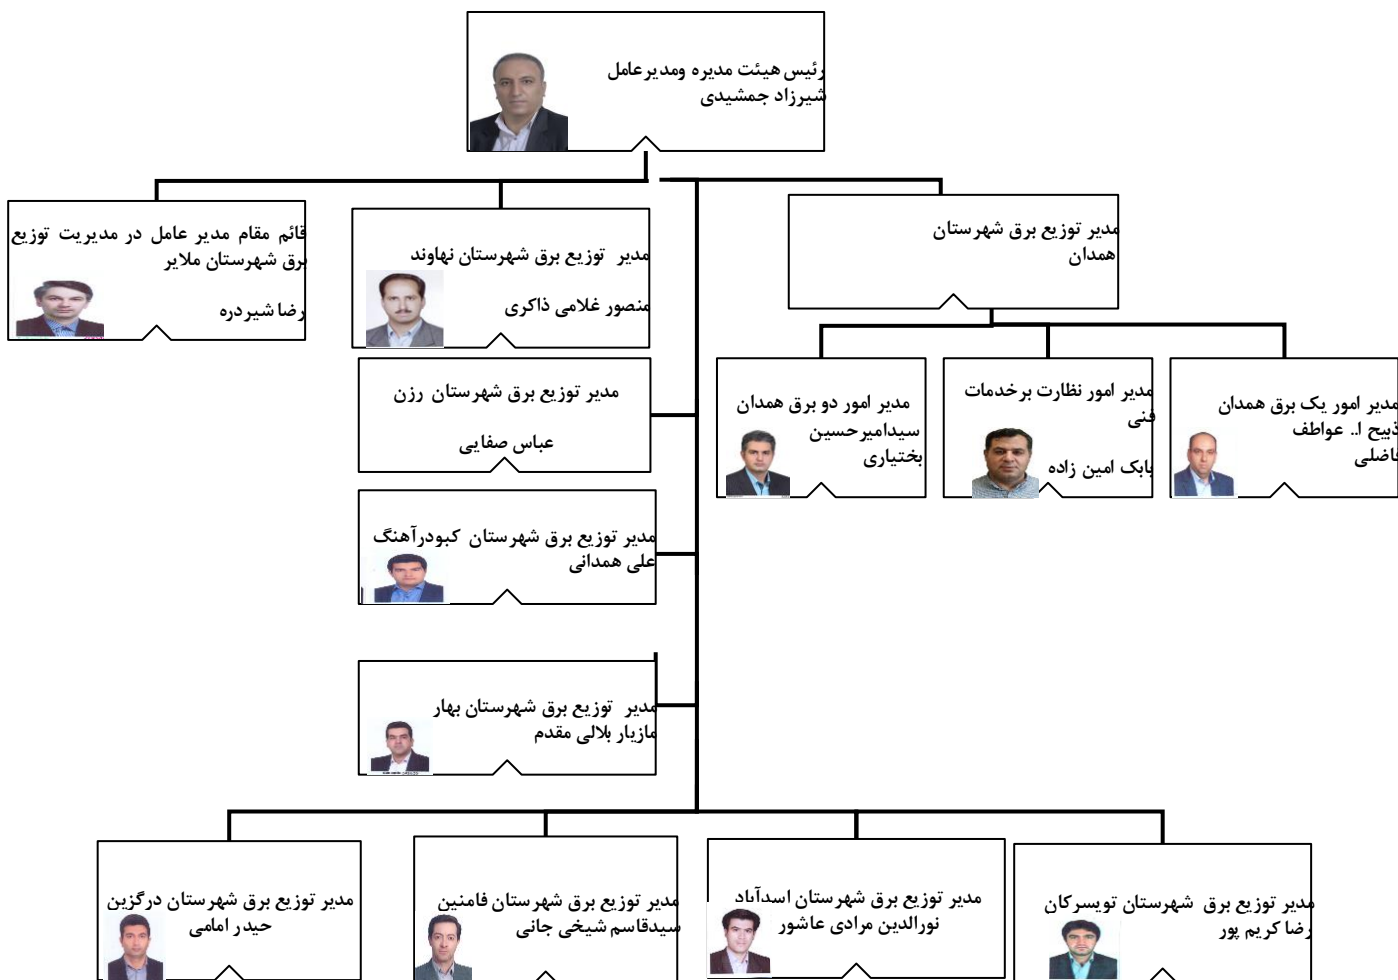 رئیس هیئت مدیره ومدیرعامل
شیرزاد جمشیدی
مدیر توزیع برق شهرستان
همدان
مدیر توزیع برق شهرستان نهاوند
منصور غلامی ذاکری
قائم مقام مدیر عامل در مدیریت توزیع
برق شهرستان ملایر
رضا شیردره
مدیر امور یک برق همدان
ذبیح ا.. عواطف
فاضلی
مدیر امور نظارت برخدمات
فنی
بابک امین زاده
مدیر امور دو برق همدان
سیدامیرحسین
بختیاری
مدیر توزیع برق شهرستان رزن
عباس صفایی
مدیر توزیع برق شهرستان کبودرآهنگ
علی همدانی
مدیر توزیع برق شهرستان بهار
مازیار بلالی مقدم
مدیر توزیع برق شهرستان تویسرکان
رضا کریم پور
مدیر توزیع برق شهرستان اسدآباد
نورالدین مرادی عاشور
مدیر توزیع برق شهرستان فامنین
سیدقاسم شیخی جانی
مدیر توزیع برق شهرستان درگزین
حیدر امامی